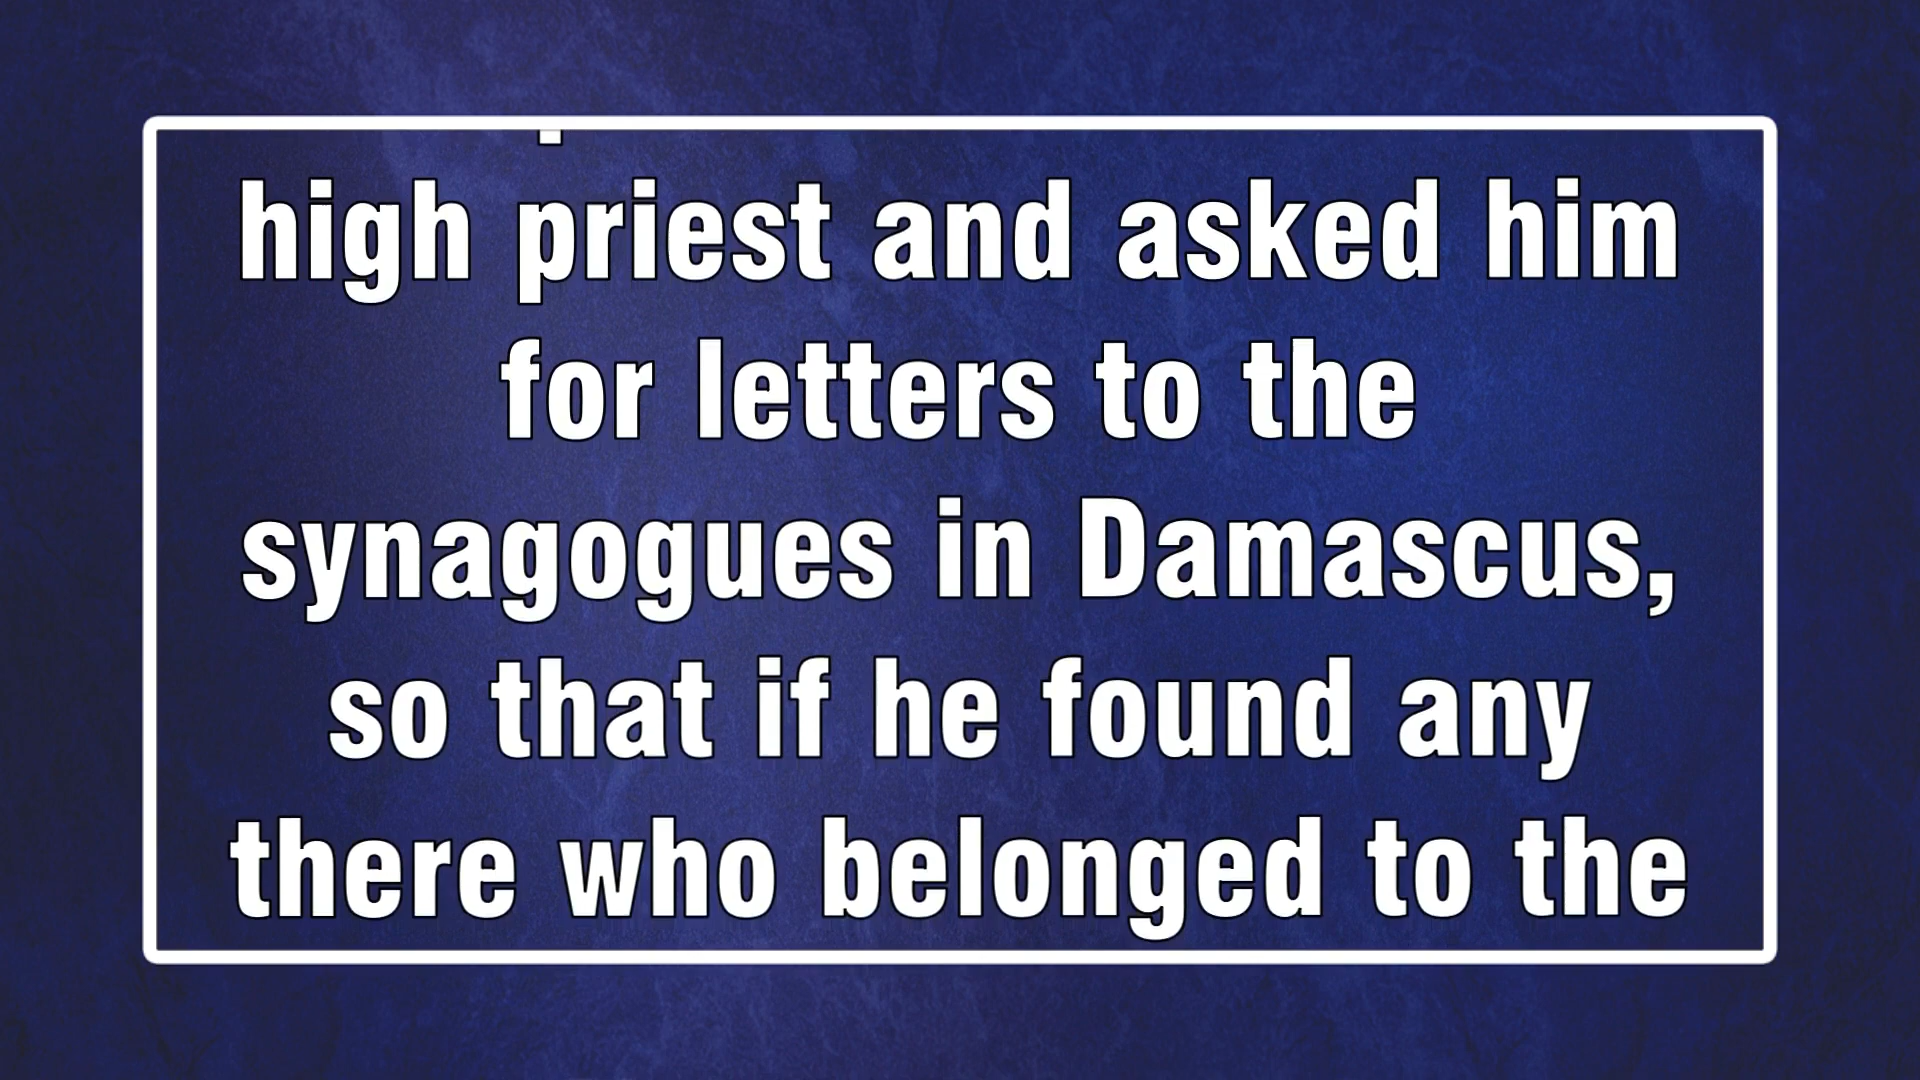 high priest and asked him
for letters to the
synagogues in Damascus,
so that if he found any
there who belonged to the